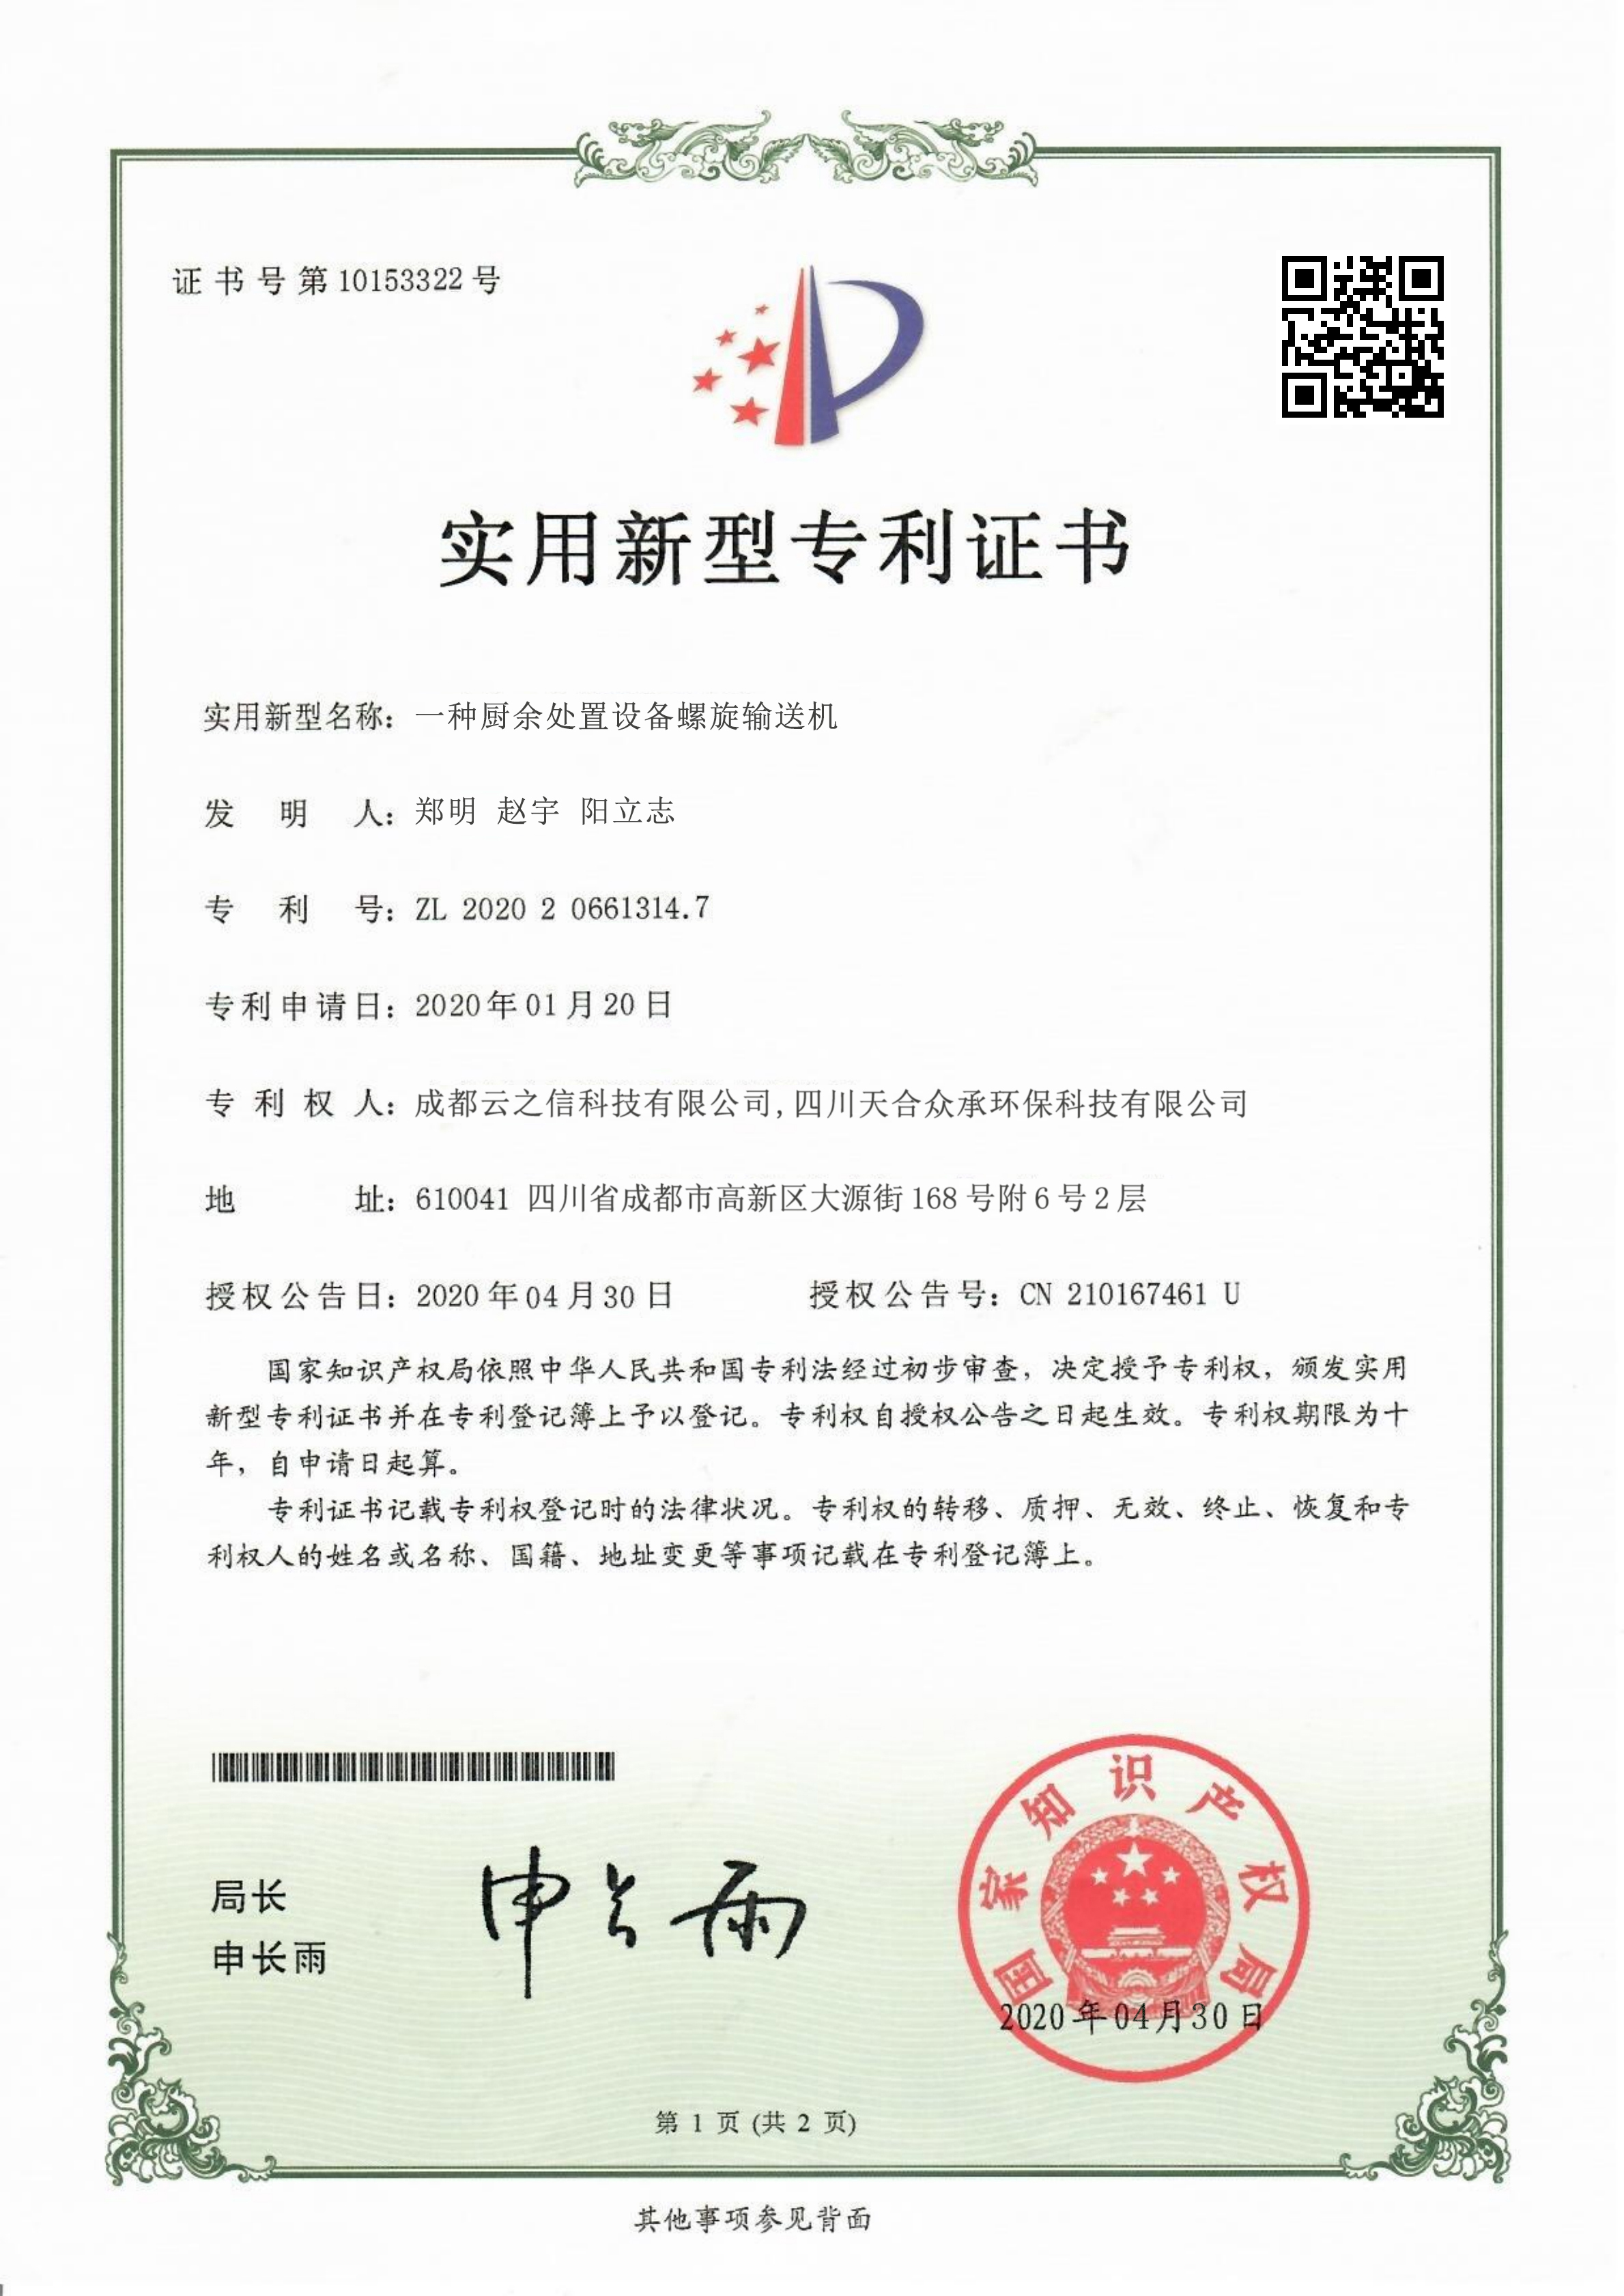 证书号第10153322号
实用新型专利证书
实用新型名称：一种厨余处置设备螺旋输送机
发明人：郑明 赵宇 阳立志
专利号：ZL 2020 2 0661314.7
专利申请日：2020年01月20日
专利权人：成都云之信科技有限公司,四川天合众承环保科技有限公司
地址：610041 四川省成都市高新区大源街168号附6号2层
授权公告日：2020年04月30日 授权公告号：CN 210167461 U
国家知识产权局依照中华人民共和国专利法经过初步审查，决定授予专利权，颁发实用
新型专利证书并在专利登记簿上予以登记。专利权自授权公告之日起生效。专利权期限为十
年，自申请日起算。
专利证书记载专利权登记时的法律状况。专利权的转移、质押、无效、终止、恢复和专
利权人的姓名或名称、国籍、地址变更等事项记载在专利登记簿上。
局长
申长雨
申长雨
国家知识产权局
2020年04月30日
第 1 页 (共 2 页)
其他事项参见背面